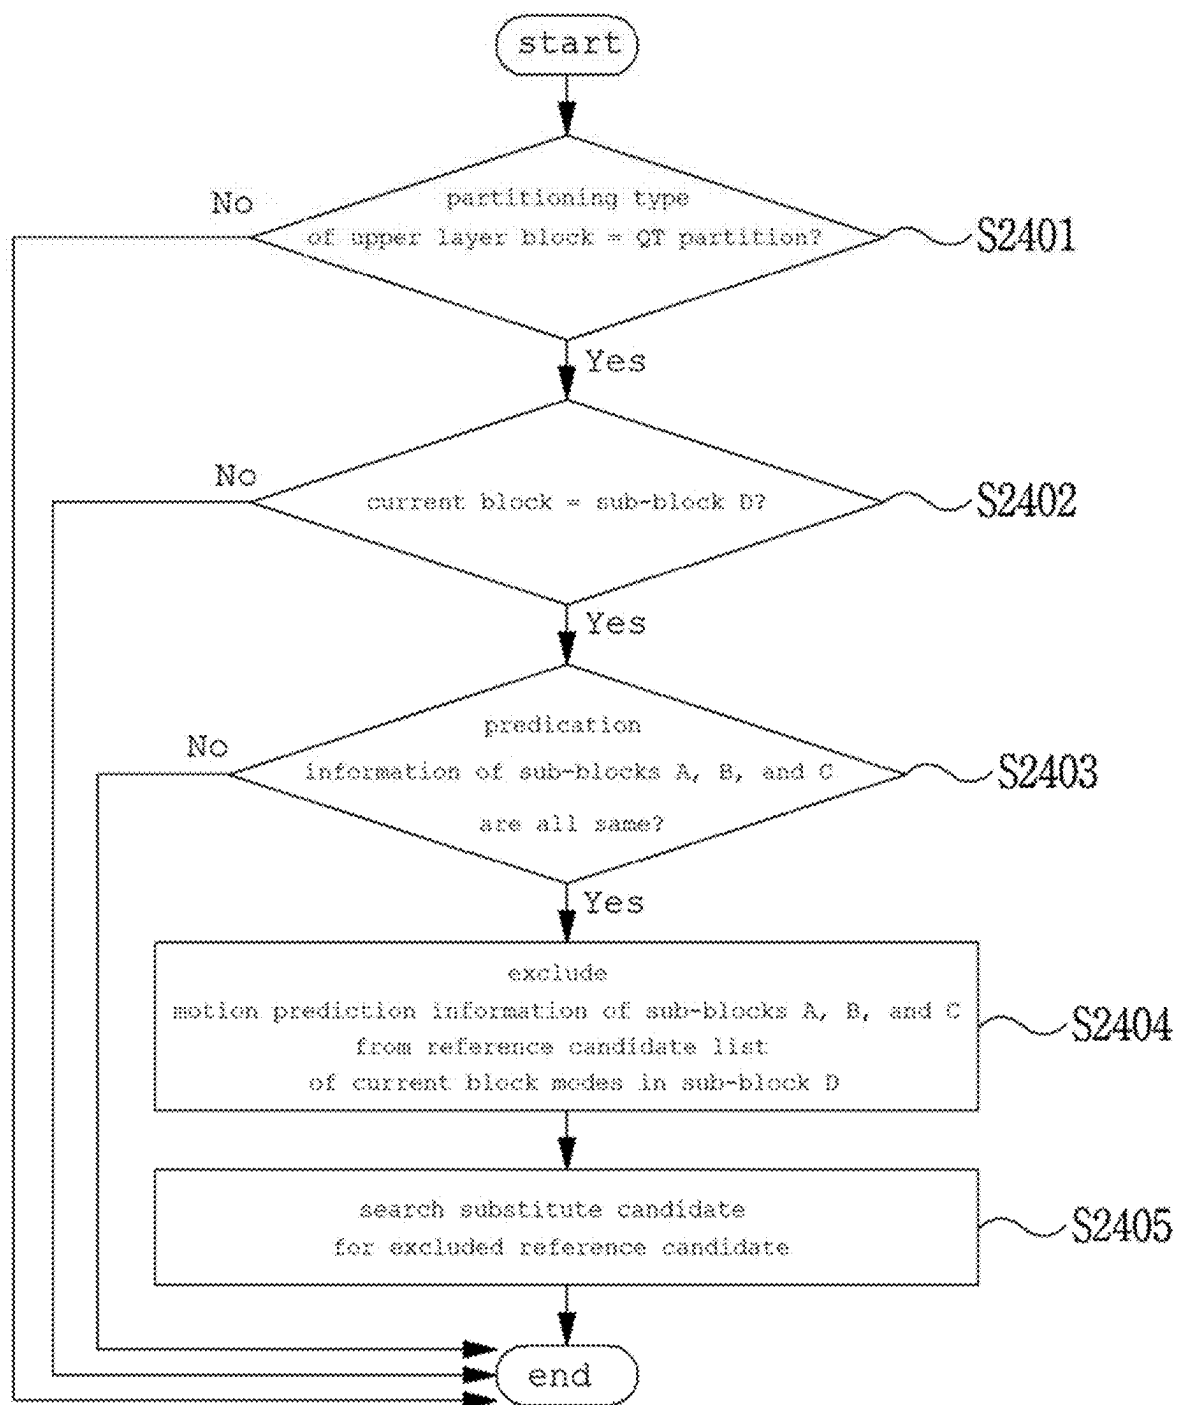 start
partitioning type
No
of upper layer block = QT partition?
S2401
Yes
No
current block = sub-block D?
S2402
Yes
predication
No
information of sub-blocks A, B, and C
S2403
are all same?
Yes
exclude
motion prediction information of sub-blocks A, B, and C
S2404
from reference candidate list
of current block modes in sub-block D
search substitute candidate
S2405
for excluded reference candidate
end